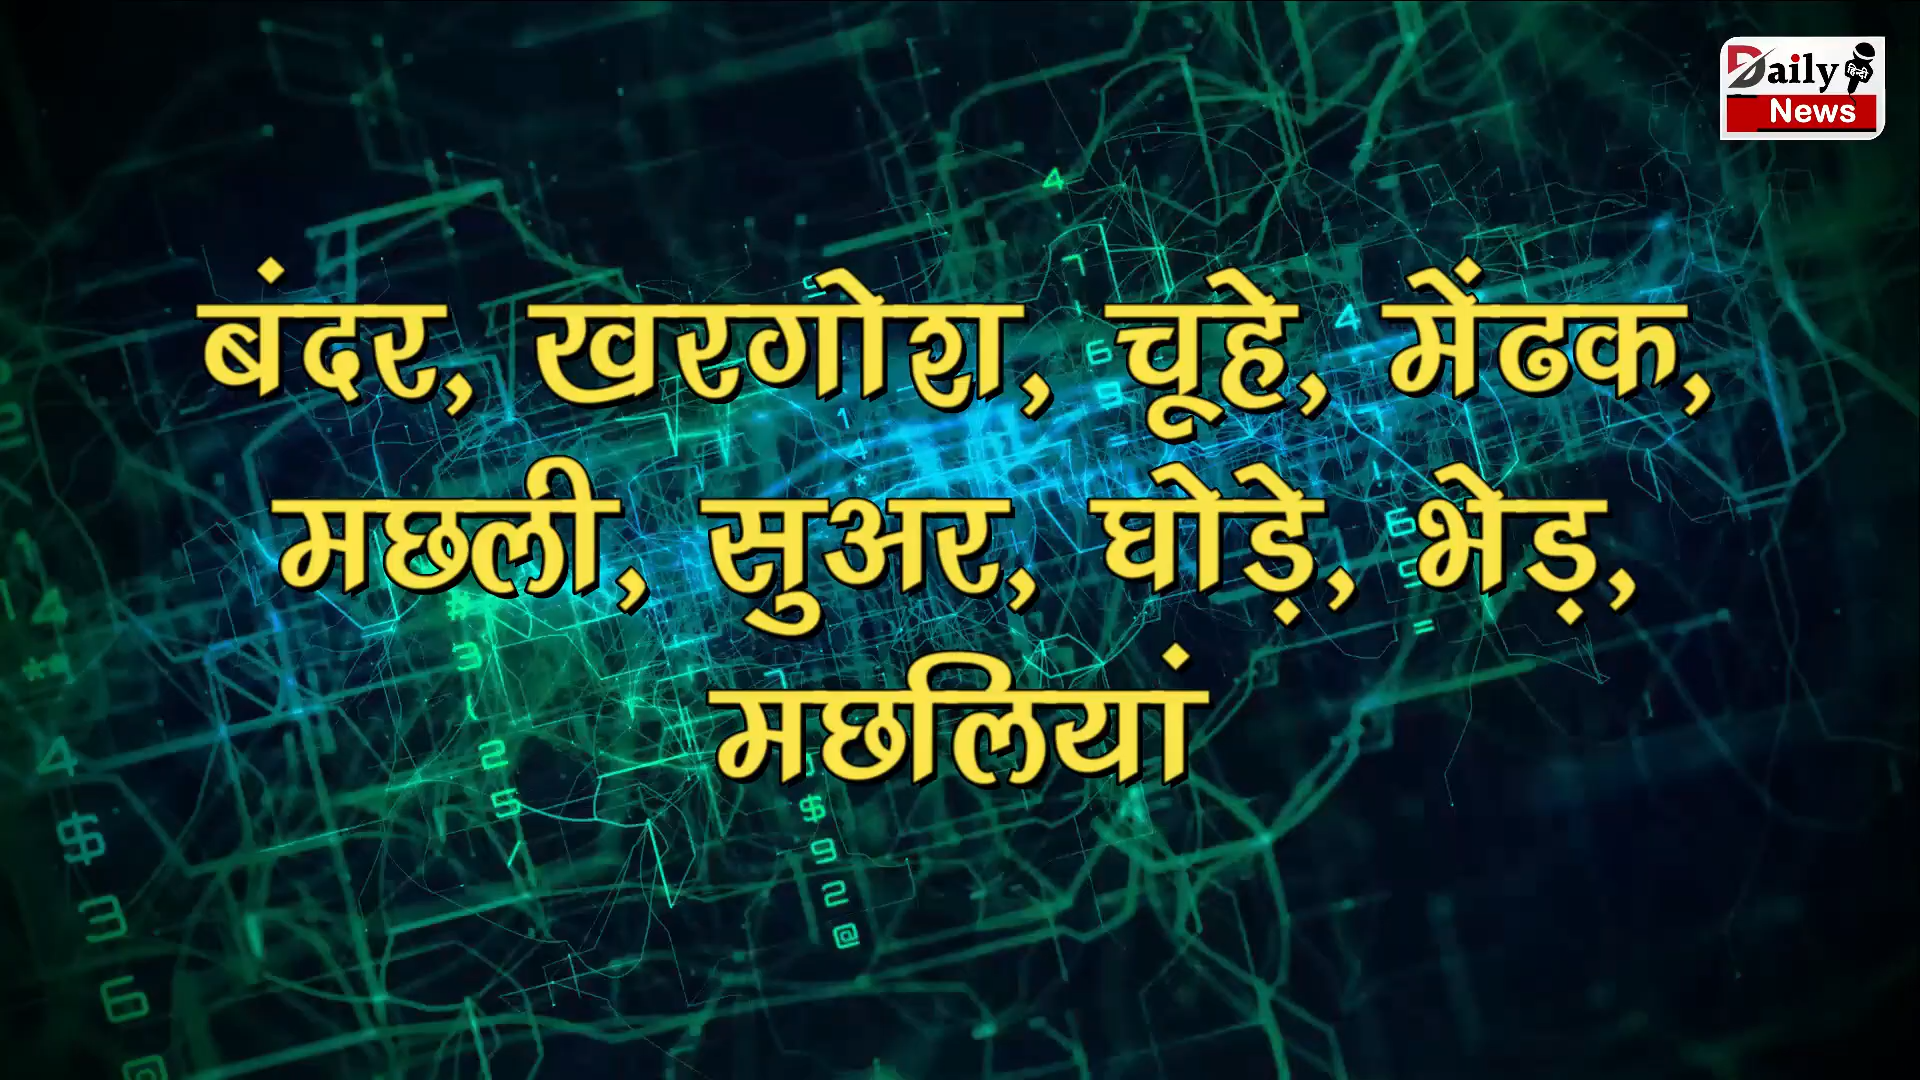 Daily
News
बंदर, खरगोश, चूहे, मेंढक,
मछली, सुअर, घोड़े, भेड़,
मछलियां